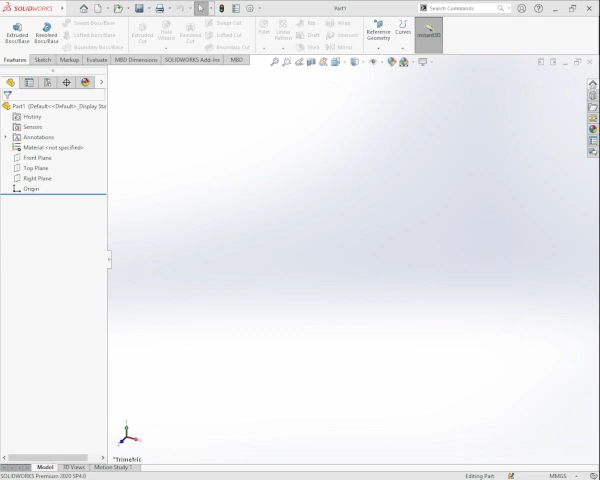 SOLIDWORKS
Part1
Search Commands
Extruded Boss/Base
Revolved Boss/Base
Swept Boss/Base
Lofted Boss/Base
Boundary Boss/Base
Extruded Cut
Hole Wizard
Revolved Cut
Swept Cut
Lofted Cut
Boundary Cut
Fillet
Linear Pattern
Rib
Draft
Shell
Wrap
Intersect
Mirror
Reference Geometry
Curves
Instant3D
Features
Sketch
Markup
Evaluate
MBD Dimensions
SOLIDWORKS Add-Ins
MBD
Part1 (Default<<Default>_Display Sta
History
Sensors
Annotations
Material <not specified>
Front Plane
Top Plane
Right Plane
Origin
*Trimetric
Model
3D Views
Motion Study 1
SOLIDWORKS Premium 2020 SP4.0
Editing Part
MMGS